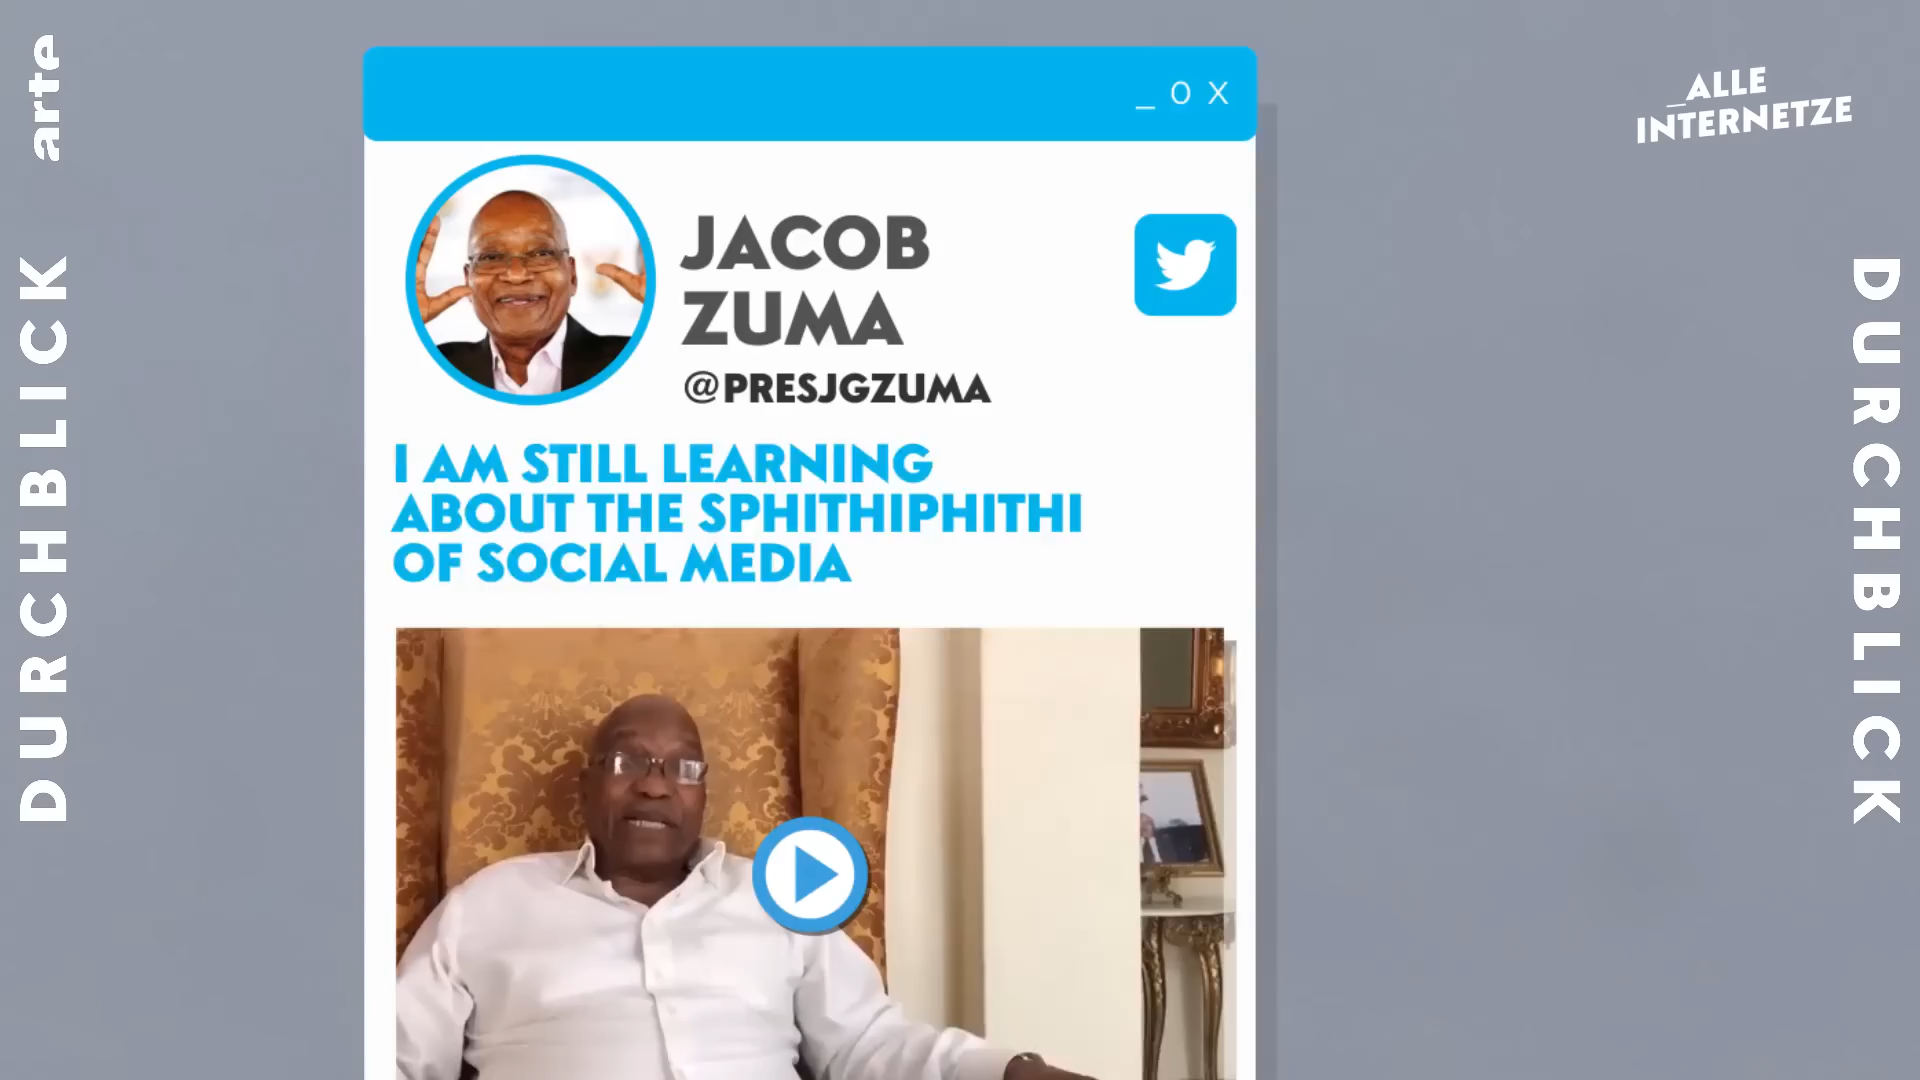 arte
DURCHBLICK
_ O X
_ALLE
INTERNETZE
DURCHBLICK
JACOB
ZUMA
@PRESJGZUMA
I AM STILL LEARNING
ABOUT THE SPHITHIPHITHI
OF SOCIAL MEDIA